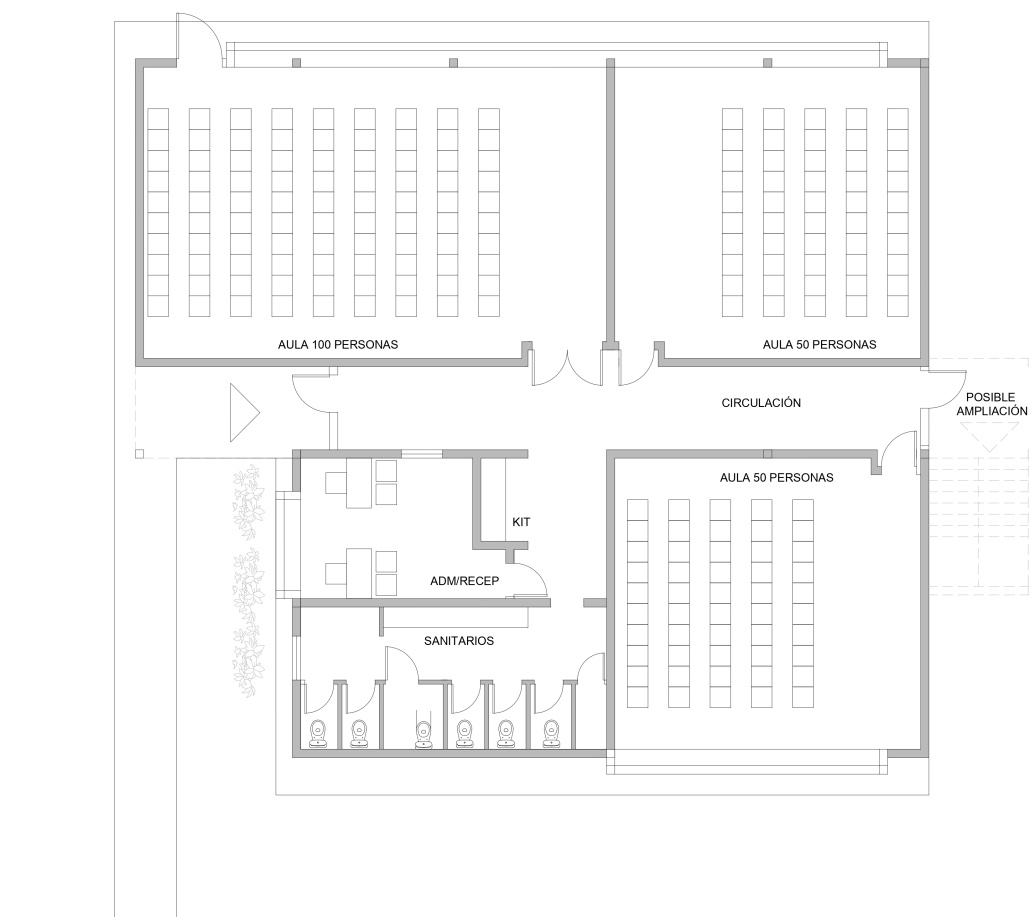 AULA 100 PERSONAS
AULA 50 PERSONAS
CIRCULACIÓN
POSIBLE
AMPLIACIÓN
AULA 50 PERSONAS
KIT
ADM/RECEP
SANITARIOS